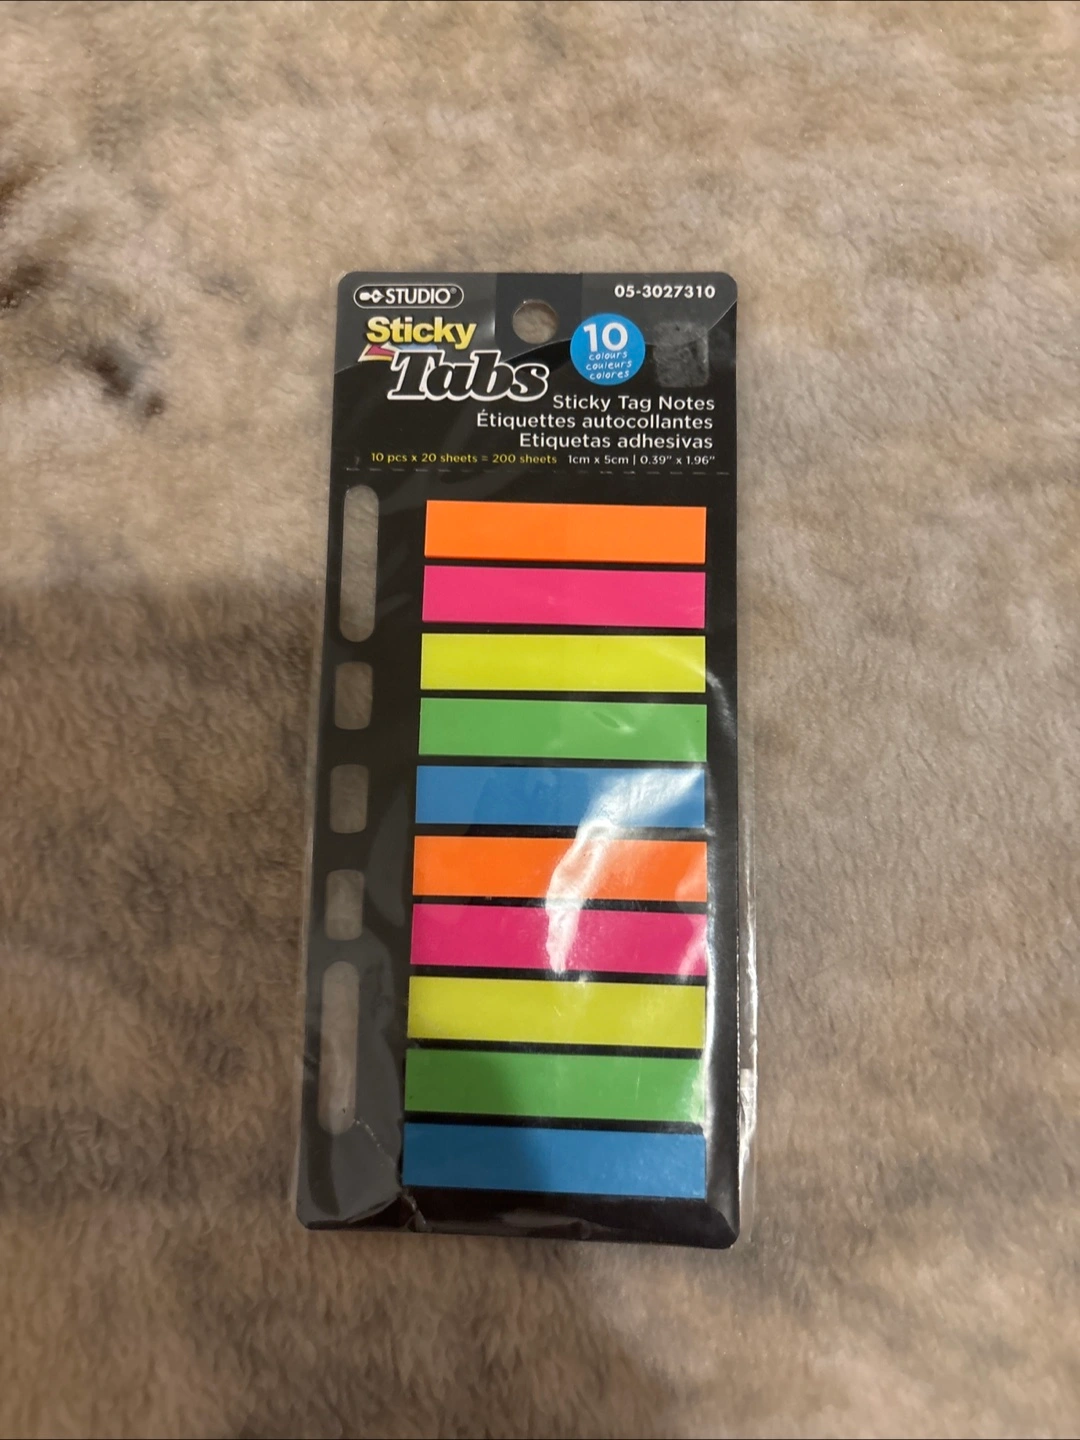 STUDIO®
05-3027310
Sticky
Tabs
10
colours
couleurs
colores
Sticky Tag Notes
Étiquettes autocollantes
Etiquetas adhesivas
10 pcs x 20 sheets = 200 sheets 1cm x 5cm | 0.39" x 1.96"